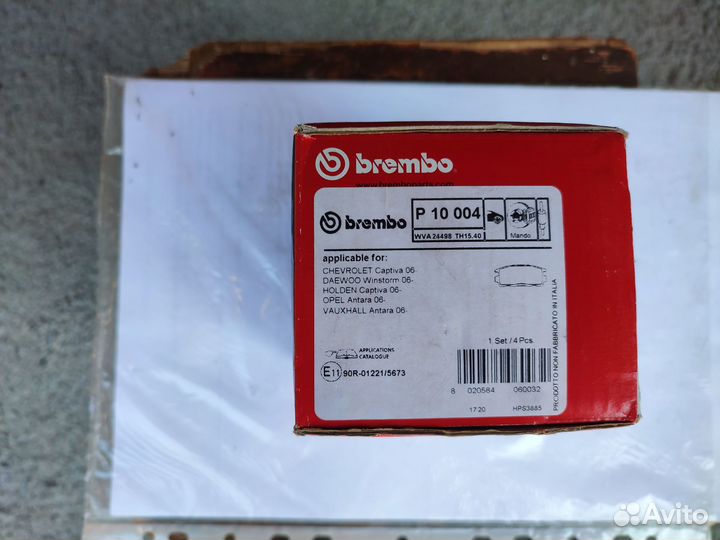 brembo
www.bremboparts.com
brembo
P 10 004
WVA 24498 TH15.40
Mando
applicable for:
CHEVROLET Captiva 06-
DAEWOO Winstorm 06-
HOLDEN Captiva 06-
OPEL Antara 06-
VAUXHALL Antara 06-
1 Set / 4 Pcs.
APPLICATIONS
CATALOGUE
E11 90R-01221/5673
8 020584 060032
17 20 HPS3885
PRODOTTO NON FABBRICATO IN ITALIA
Avito